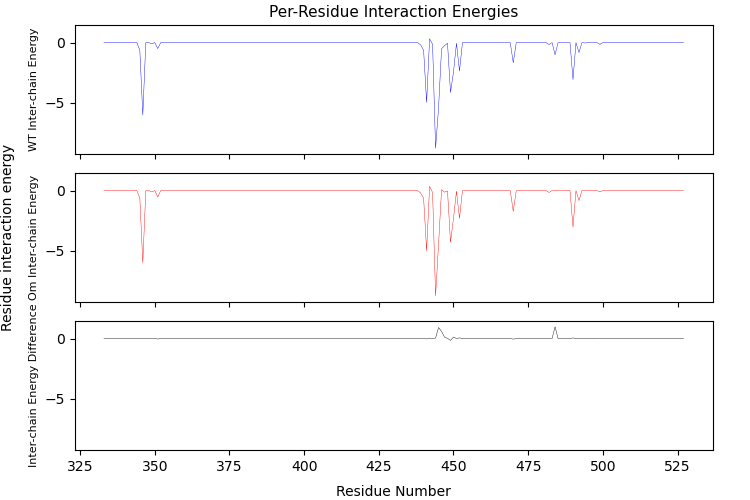 Per-Residue Interaction Energies
Residue interaction energy
WT Inter-chain Energy
0
−5
Om Inter-chain Energy
0
−5
Inter-chain Energy Difference
0
−5
325 350 375 400 425 450 475 500 525
Residue Number